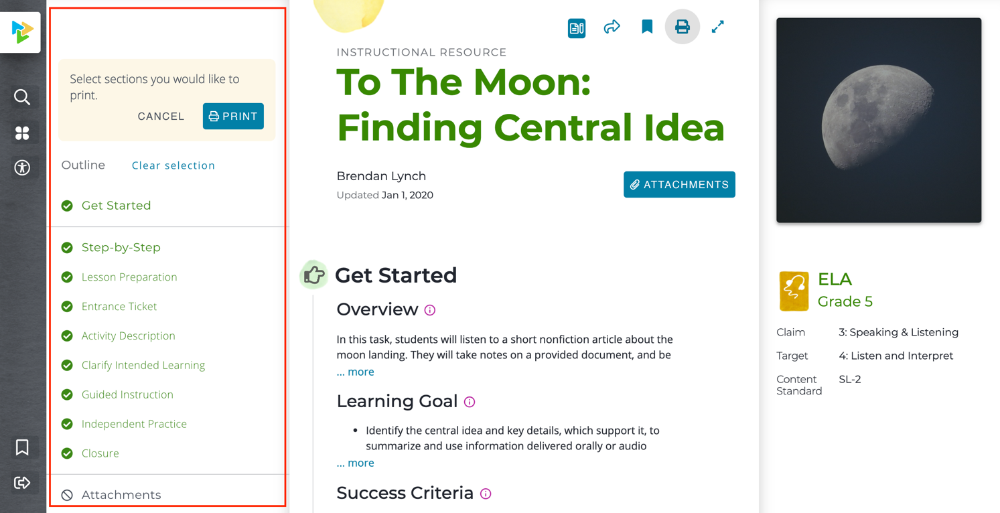 Select sections you would like to
print.
CANCEL
PRINT
Outline
Clear selection
Get Started
Step-by-Step
Lesson Preparation
Entrance Ticket
Activity Description
Clarify Intended Learning
Guided Instruction
Independent Practice
Closure
Attachments
INSTRUCTIONAL RESOURCE
To The Moon:
Finding Central Idea
Brendan Lynch
Updated Jan 1, 2020
ATTACHMENTS
Get Started
Overview
In this task, students will listen to a short nonfiction article about the
moon landing. They will take notes on a provided document, and be
... more
Learning Goal
• Identify the central idea and key details, which support it, to
summarize and use information delivered orally or audio
... more
Success Criteria
ELA
Grade 5
Claim 3: Speaking & Listening
Target 4: Listen and Interpret
Content SL-2
Standard